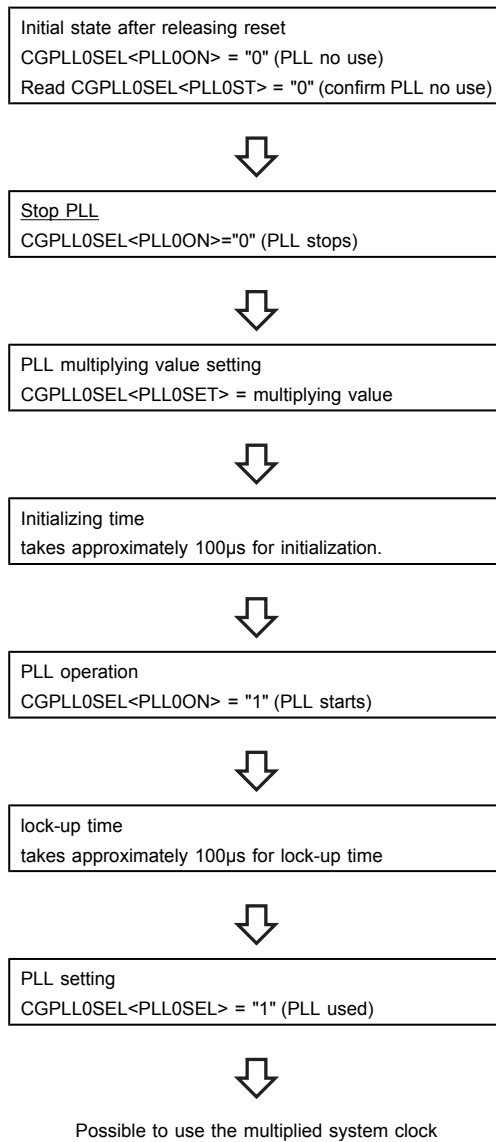 Initial state after releasing reset
CGPLL0SEL<PLL0ON> = "0" (PLL no use)
Read CGPLL0SEL<PLL0ST> = "0" (confirm PLL no use)
Stop PLL
CGPLL0SEL<PLL0ON>="0" (PLL stops)
PLL multiplying value setting
CGPLL0SEL<PLL0SET> = multiplying value
Initializing time
takes approximately 100μs for initialization.
PLL operation
CGPLL0SEL<PLL0ON> = "1" (PLL starts)
lock-up time
takes approximately 100μs for lock-up time
PLL setting
CGPLL0SEL<PLL0SEL> = "1" (PLL used)
Possible to use the multiplied system clock